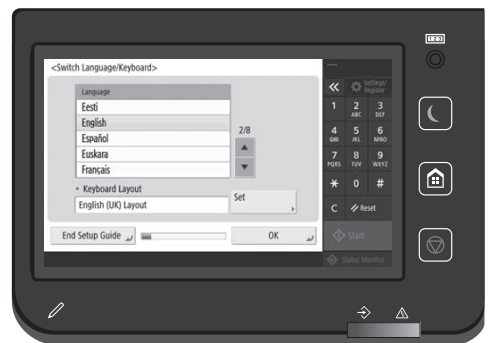 123
<Switch Language/Keyboard>
Language
Eesti
English
Español
Euskara
Français
2/8
Keyboard Layout
English (UK) Layout
Set
End Setup Guide
OK
Settings/
Register
1
2 ABC
3 DEF
4 GHI
5 JKL
6 MNO
7 PQRS
8 TUV
9 WXYZ
* 0 #
C
Reset
Start
Status Monitor